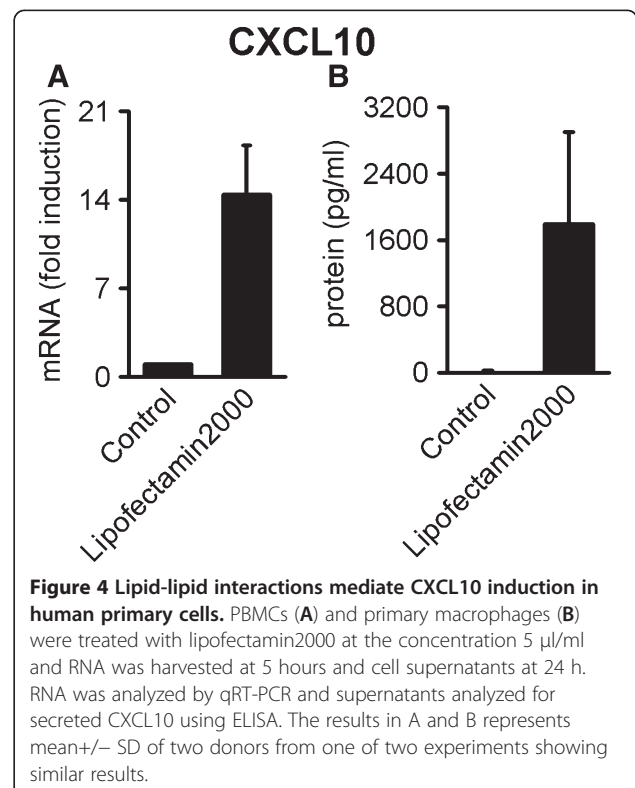 CXCL10
A
B
mRNA (fold induction)
21
14
7
0
Control
Lipofectamin2000
protein (pg/ml)
3200
2400
1600
800
0
Control
Lipofectamin2000
Figure 4 Lipid-lipid interactions mediate CXCL10 induction in
human primary cells. PBMCs (A) and primary macrophages (B)
were treated with lipofectamin2000 at the concentration 5 μl/ml
and RNA was harvested at 5 hours and cell supernatants at 24 h.
RNA was analyzed by qRT-PCR and supernatants analyzed for
secreted CXCL10 using ELISA. The results in A and B represents
mean+/− SD of two donors from one of two experiments showing
similar results.